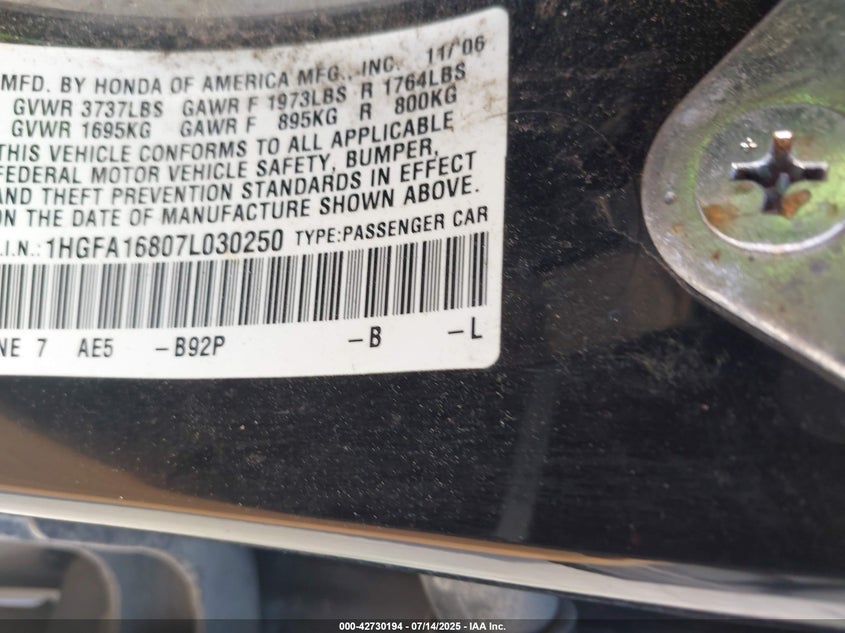 MFD. BY HONDA OF AMERICA MFG., INC. 11/06
GVWR 3737LBS GAWR F 1973LBS R 1764LBS
GVWR 1695KG GAWR F 895KG R 800KG
THIS VEHICLE CONFORMS TO ALL APPLICABLE
FEDERAL MOTOR VEHICLE SAFETY, BUMPER,
AND THEFT PREVENTION STANDARDS IN EFFECT
ON THE DATE OF MANUFACTURE SHOWN ABOVE.
.I.N.: 1HGFA16807L030250 TYPE:PASSENGER CAR
NE 7 AE5 -B92P -B -L
000-42730194 / 07/14/2025 - IAA Inc.